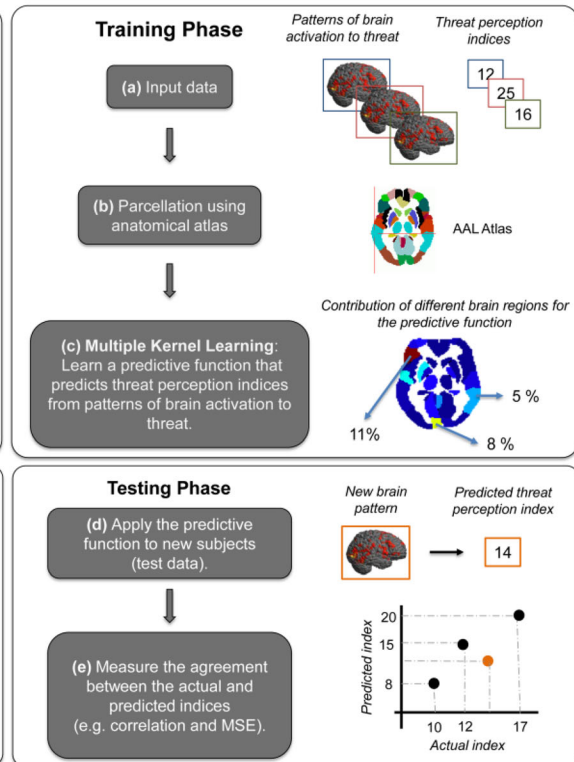 Training Phase
Patterns of brain
activation to threat
Threat perception
indices
(a) Input data
12
25
16
(b) Parcellation using
anatomical atlas
AAL Atlas
(c) Multiple Kernel Learning:
Learn a predictive function that
predicts threat perception indices
from patterns of brain activation to
threat.
Contribution of different brain regions for
the predictive function
5 %
11%
8 %
Testing Phase
(d) Apply the predictive
function to new subjects
(test data).
New brain
pattern
Predicted threat
perception index
14
(e) Measure the agreement
between the actual and
predicted indices
(e.g. correlation and MSE).
Predicted index
20
15
8
10
12
17
Actual index